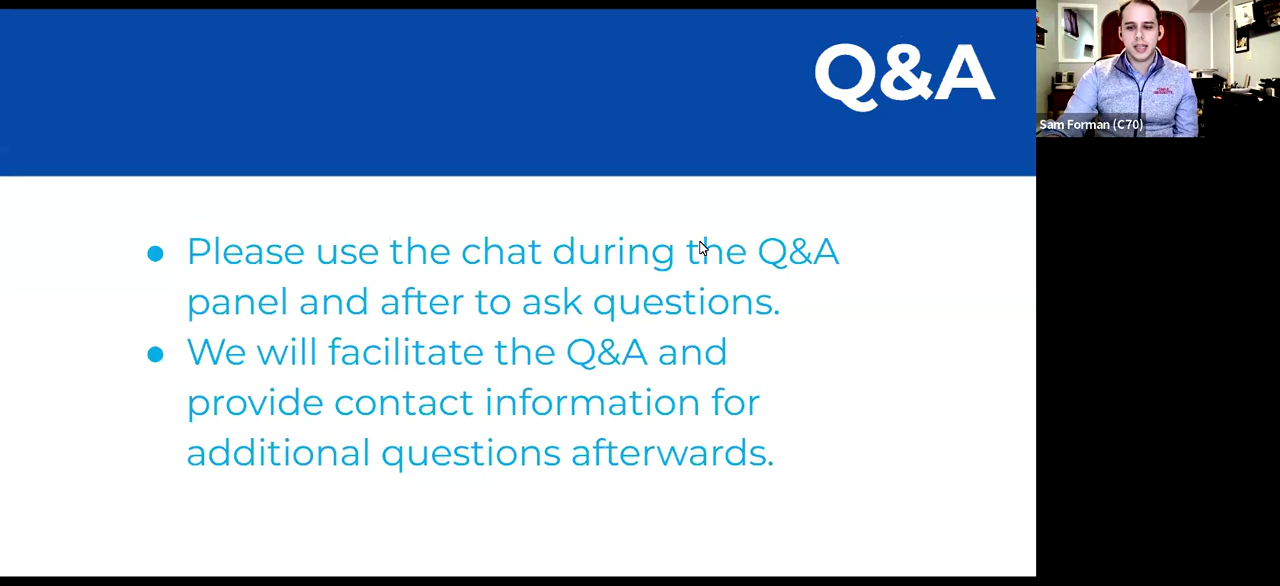 Q&A
Sam Forman (C70)
● Please use the chat during the Q&A
panel and after to ask questions.
● We will facilitate the Q&A and
provide contact information for
additional questions afterwards.